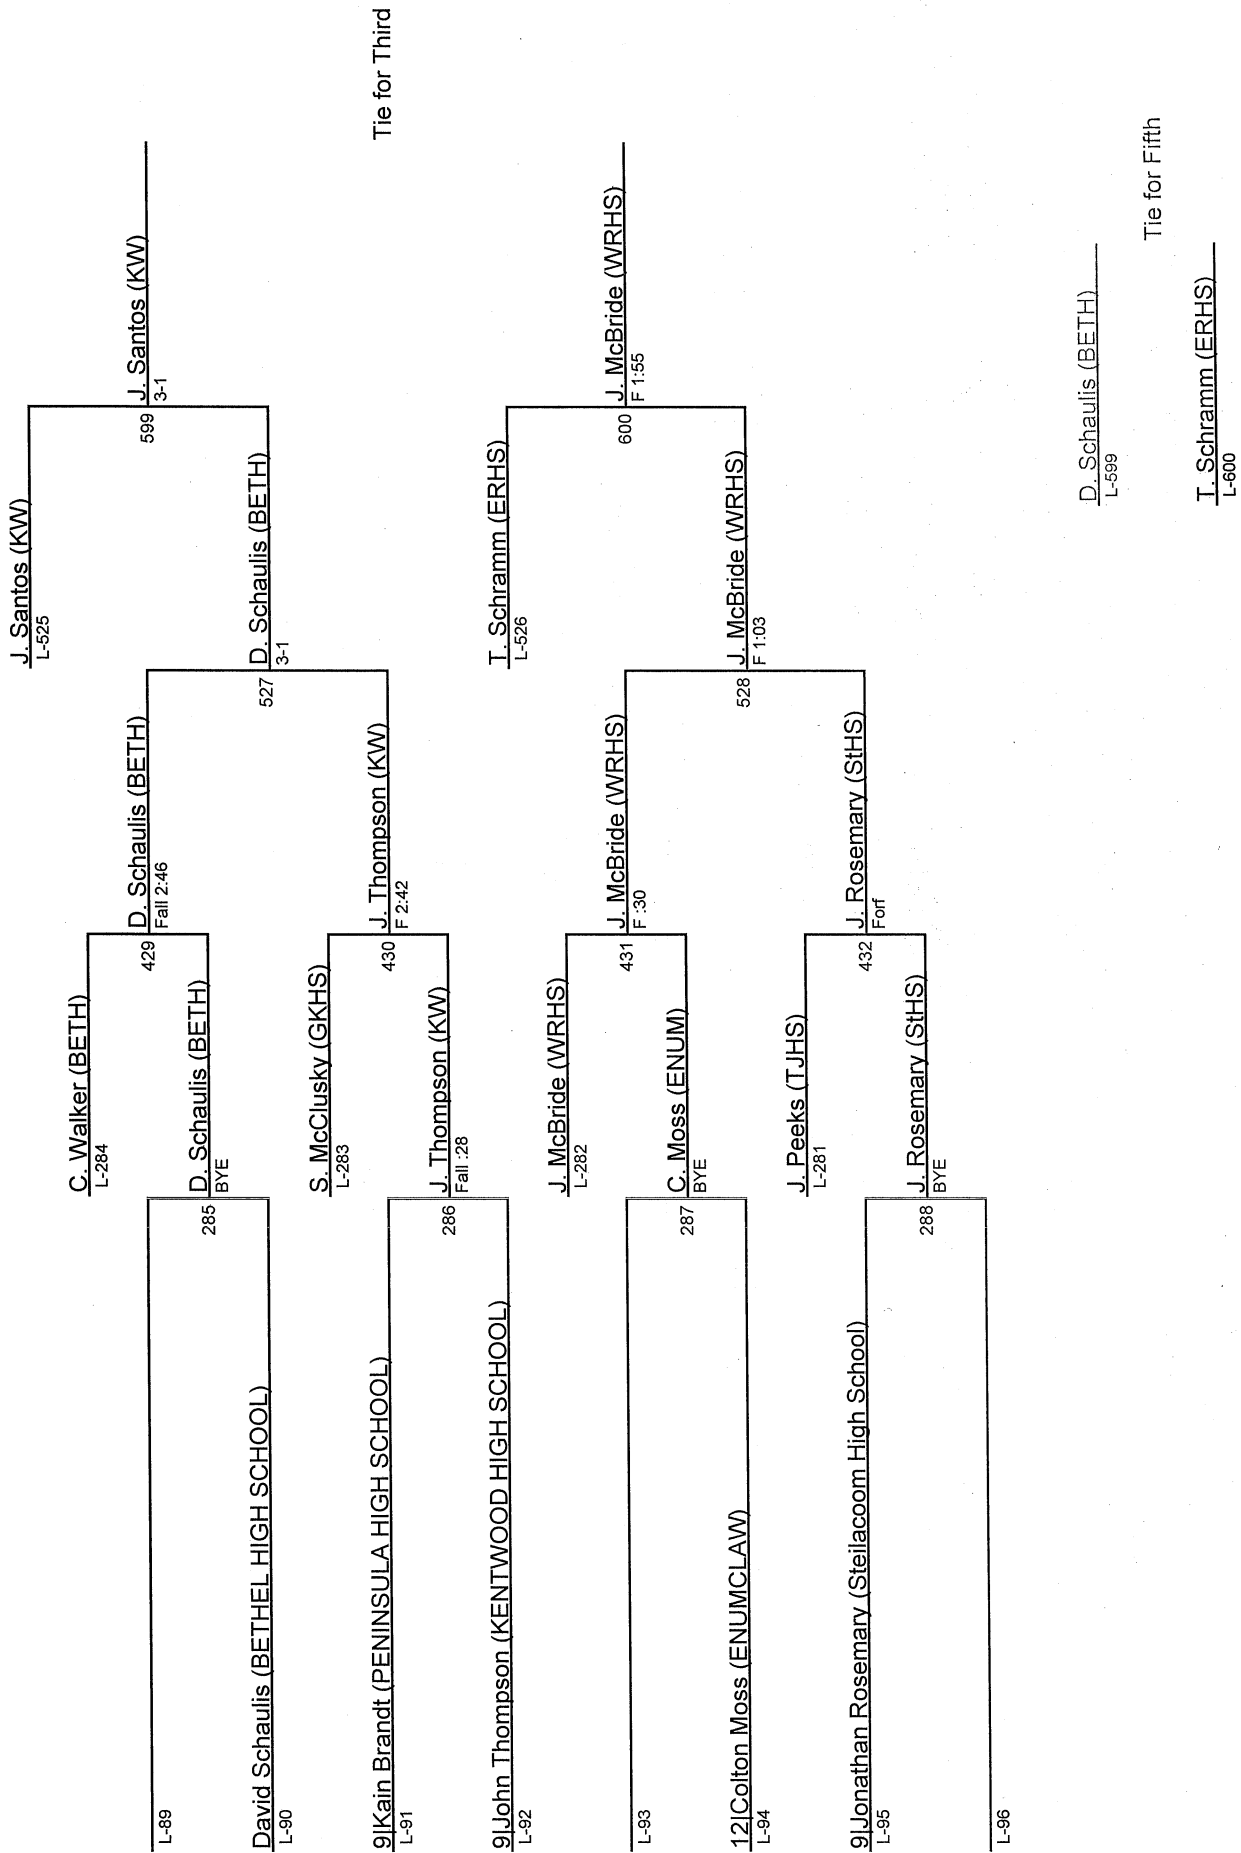 L-89
David Schaulis (BETHEL HIGH SCHOOL)
L-90
9|Kain Brandt (PENINSULA HIGH SCHOOL)
L-91
9|John Thompson (KENTWOOD HIGH SCHOOL)
L-92
L-93
12|Colton Moss (ENUMCLAW)
L-94
9|Jonathan Rosemary (Steilacoom High School)
L-95
L-96
285
286
287
288
C. Walker (BETH)
L-284
D. Schaulis (BETH)
BYE
S. McClusky (GKHS)
L-283
J. Thompson (KW)
Fall :28
J. McBride (WRHS)
L-282
C. Moss (ENUM)
BYE
J. Peeks (TJHS)
L-281
J. Rosemary (StHS)
BYE
429
430
431
432
D. Schaulis (BETH)
Fall 2:46
J. Thompson (KW)
F 2:42
J. McBride (WRHS)
F :30
J. Rosemary (StHS)
Forf
527
528
J. Santos (KW)
L-525
D. Schaulis (BETH)
3-1
T. Schramm (ERHS)
L-526
J. McBride (WRHS)
F 1:03
599
600
J. Santos (KW)
3-1
J. McBride (WRHS)
F 1:55
Tie for Third
D. Schaulis (BETH)
L-599
T. Schramm (ERHS)
L-600
Tie for Fifth